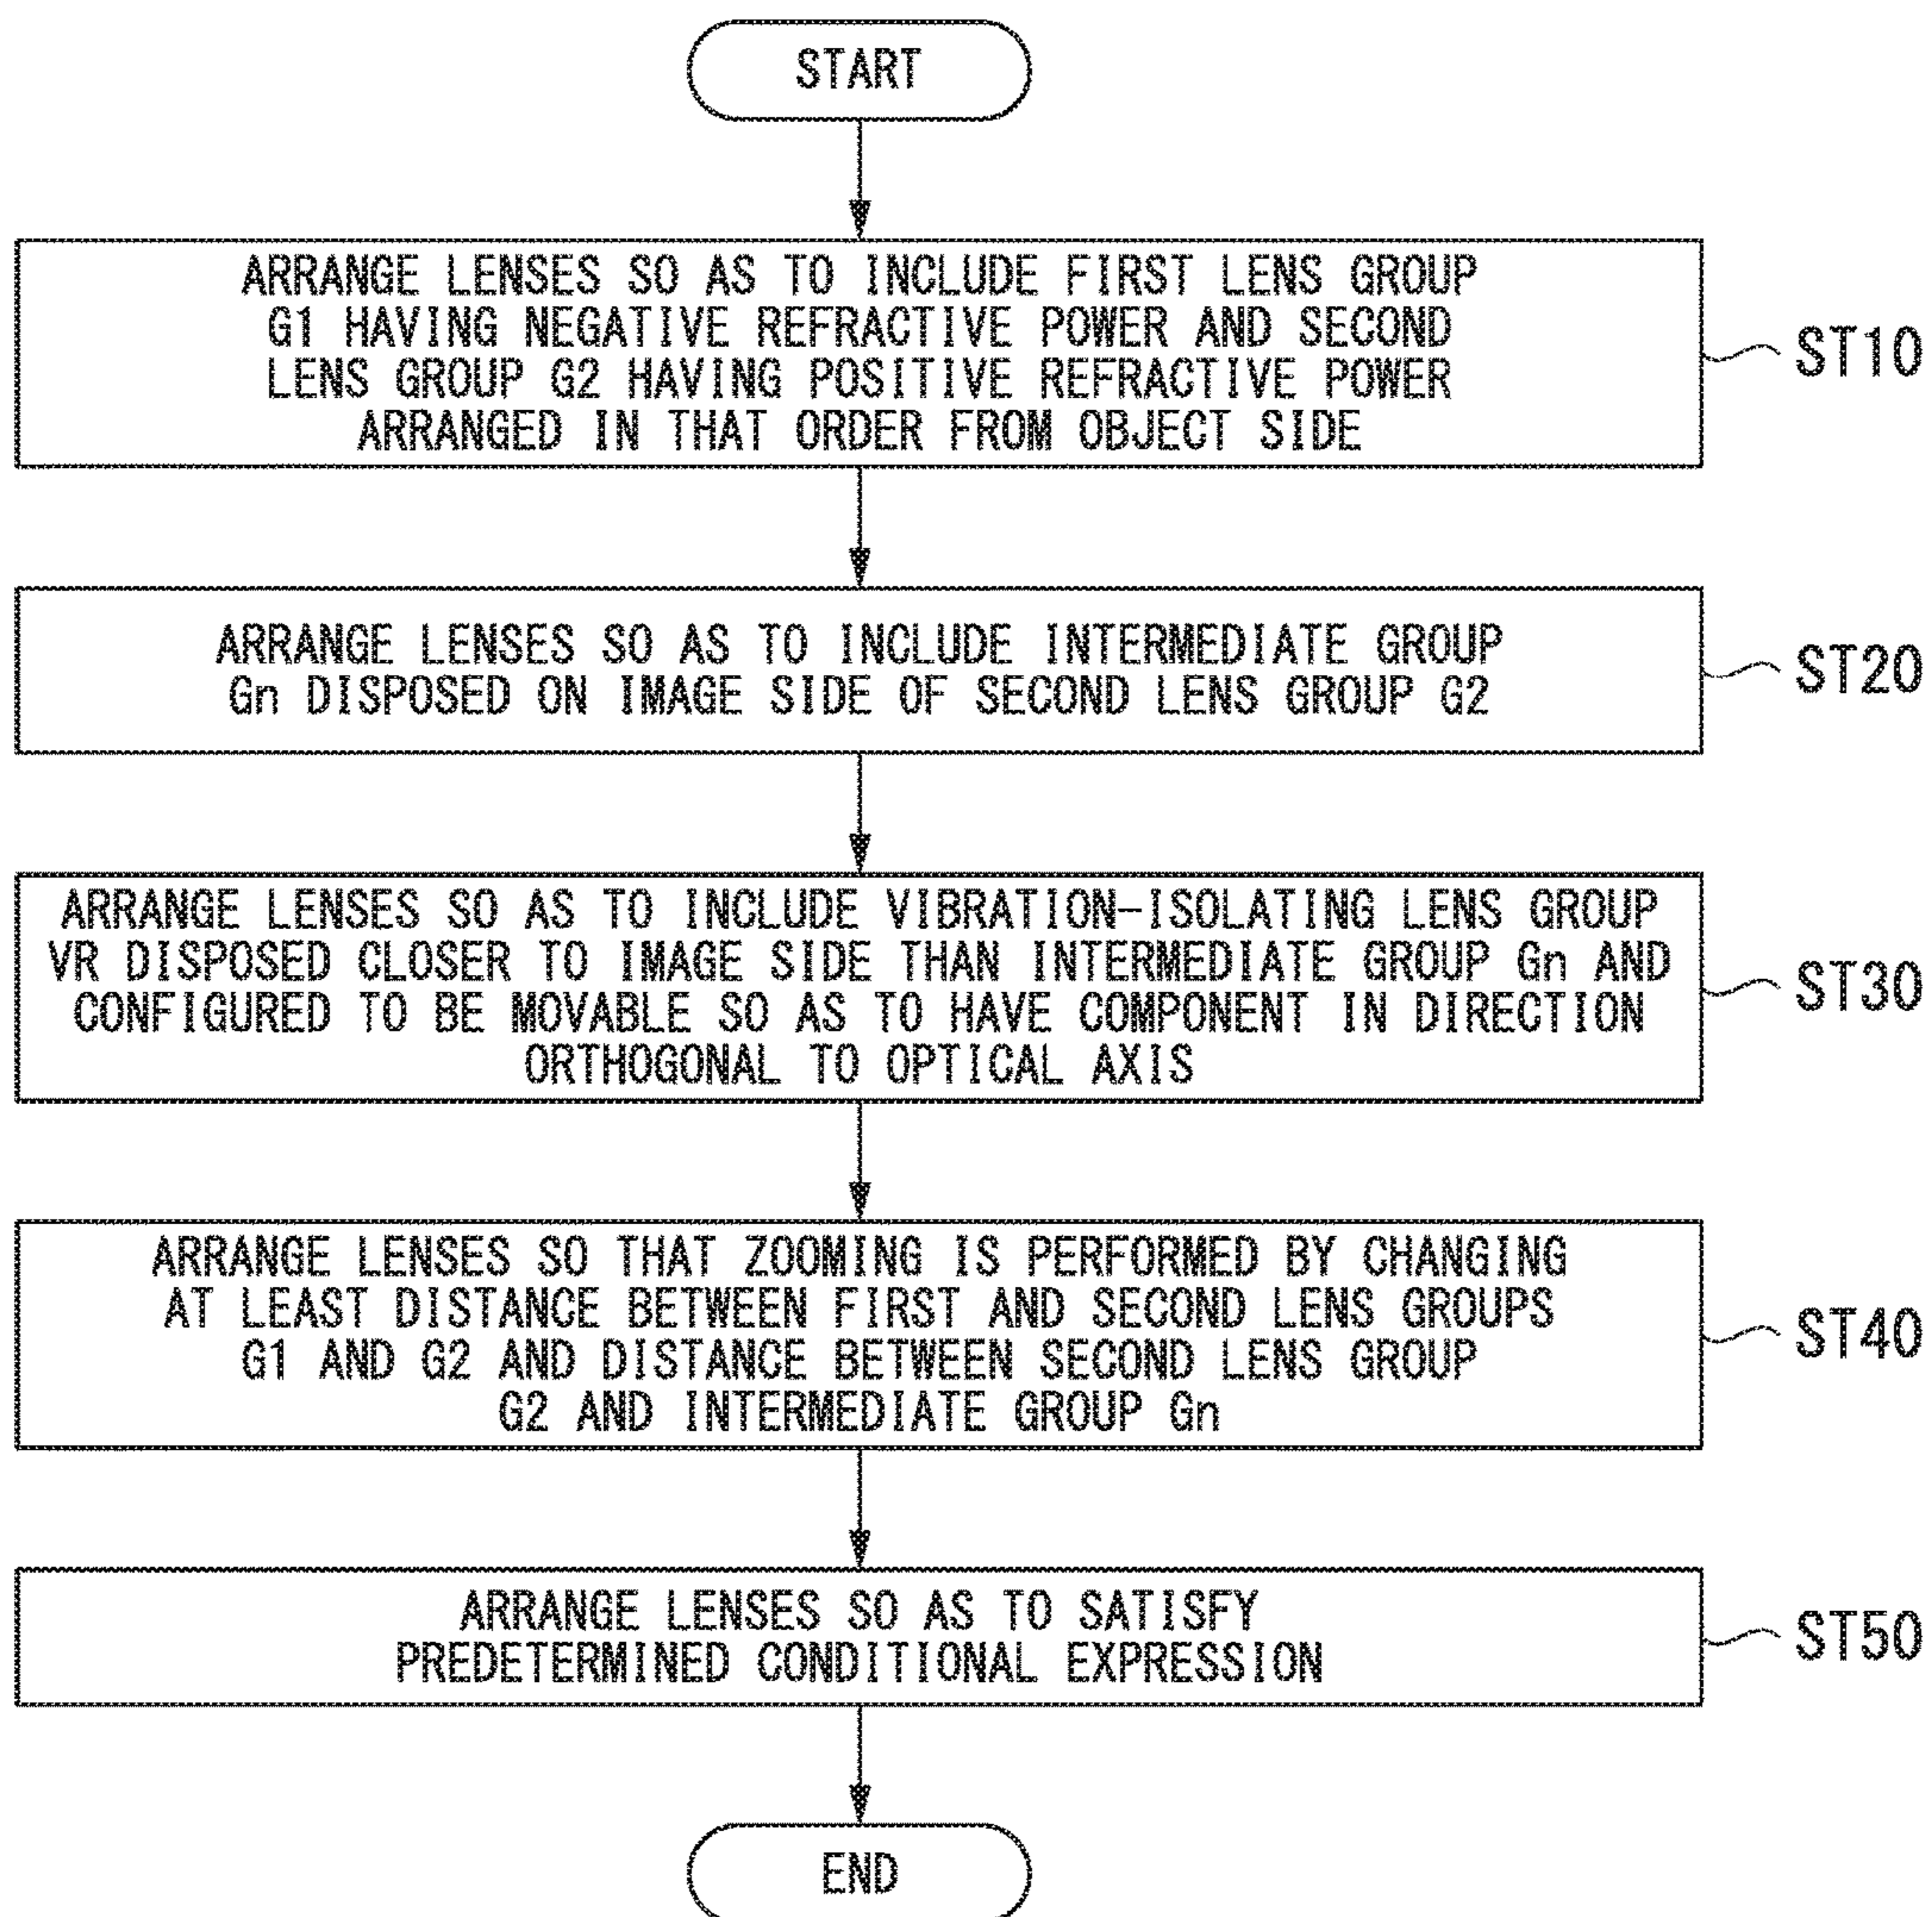 START
ARRANGE LENSES SO AS TO INCLUDE FIRST LENS GROUP
G1 HAVING NEGATIVE REFRACTIVE POWER AND SECOND
LENS GROUP G2 HAVING POSITIVE REFRACTIVE POWER
ARRANGED IN THAT ORDER FROM OBJECT SIDE
ST10
ARRANGE LENSES SO AS TO INCLUDE INTERMEDIATE GROUP
Gn DISPOSED ON IMAGE SIDE OF SECOND LENS GROUP G2
ST20
ARRANGE LENSES SO AS TO INCLUDE VIBRATION-ISOLATING LENS GROUP
VR DISPOSED CLOSER TO IMAGE SIDE THAN INTERMEDIATE GROUP Gn AND
CONFIGURED TO BE MOVABLE SO AS TO HAVE COMPONENT IN DIRECTION
ORTHOGONAL TO OPTICAL AXIS
ST30
ARRANGE LENSES SO THAT ZOOMING IS PERFORMED BY CHANGING
AT LEAST DISTANCE BETWEEN FIRST AND SECOND LENS GROUPS
G1 AND G2 AND DISTANCE BETWEEN SECOND LENS GROUP
G2 AND INTERMEDIATE GROUP Gn
ST40
ARRANGE LENSES SO AS TO SATISFY
PREDETERMINED CONDITIONAL EXPRESSION
ST50
END